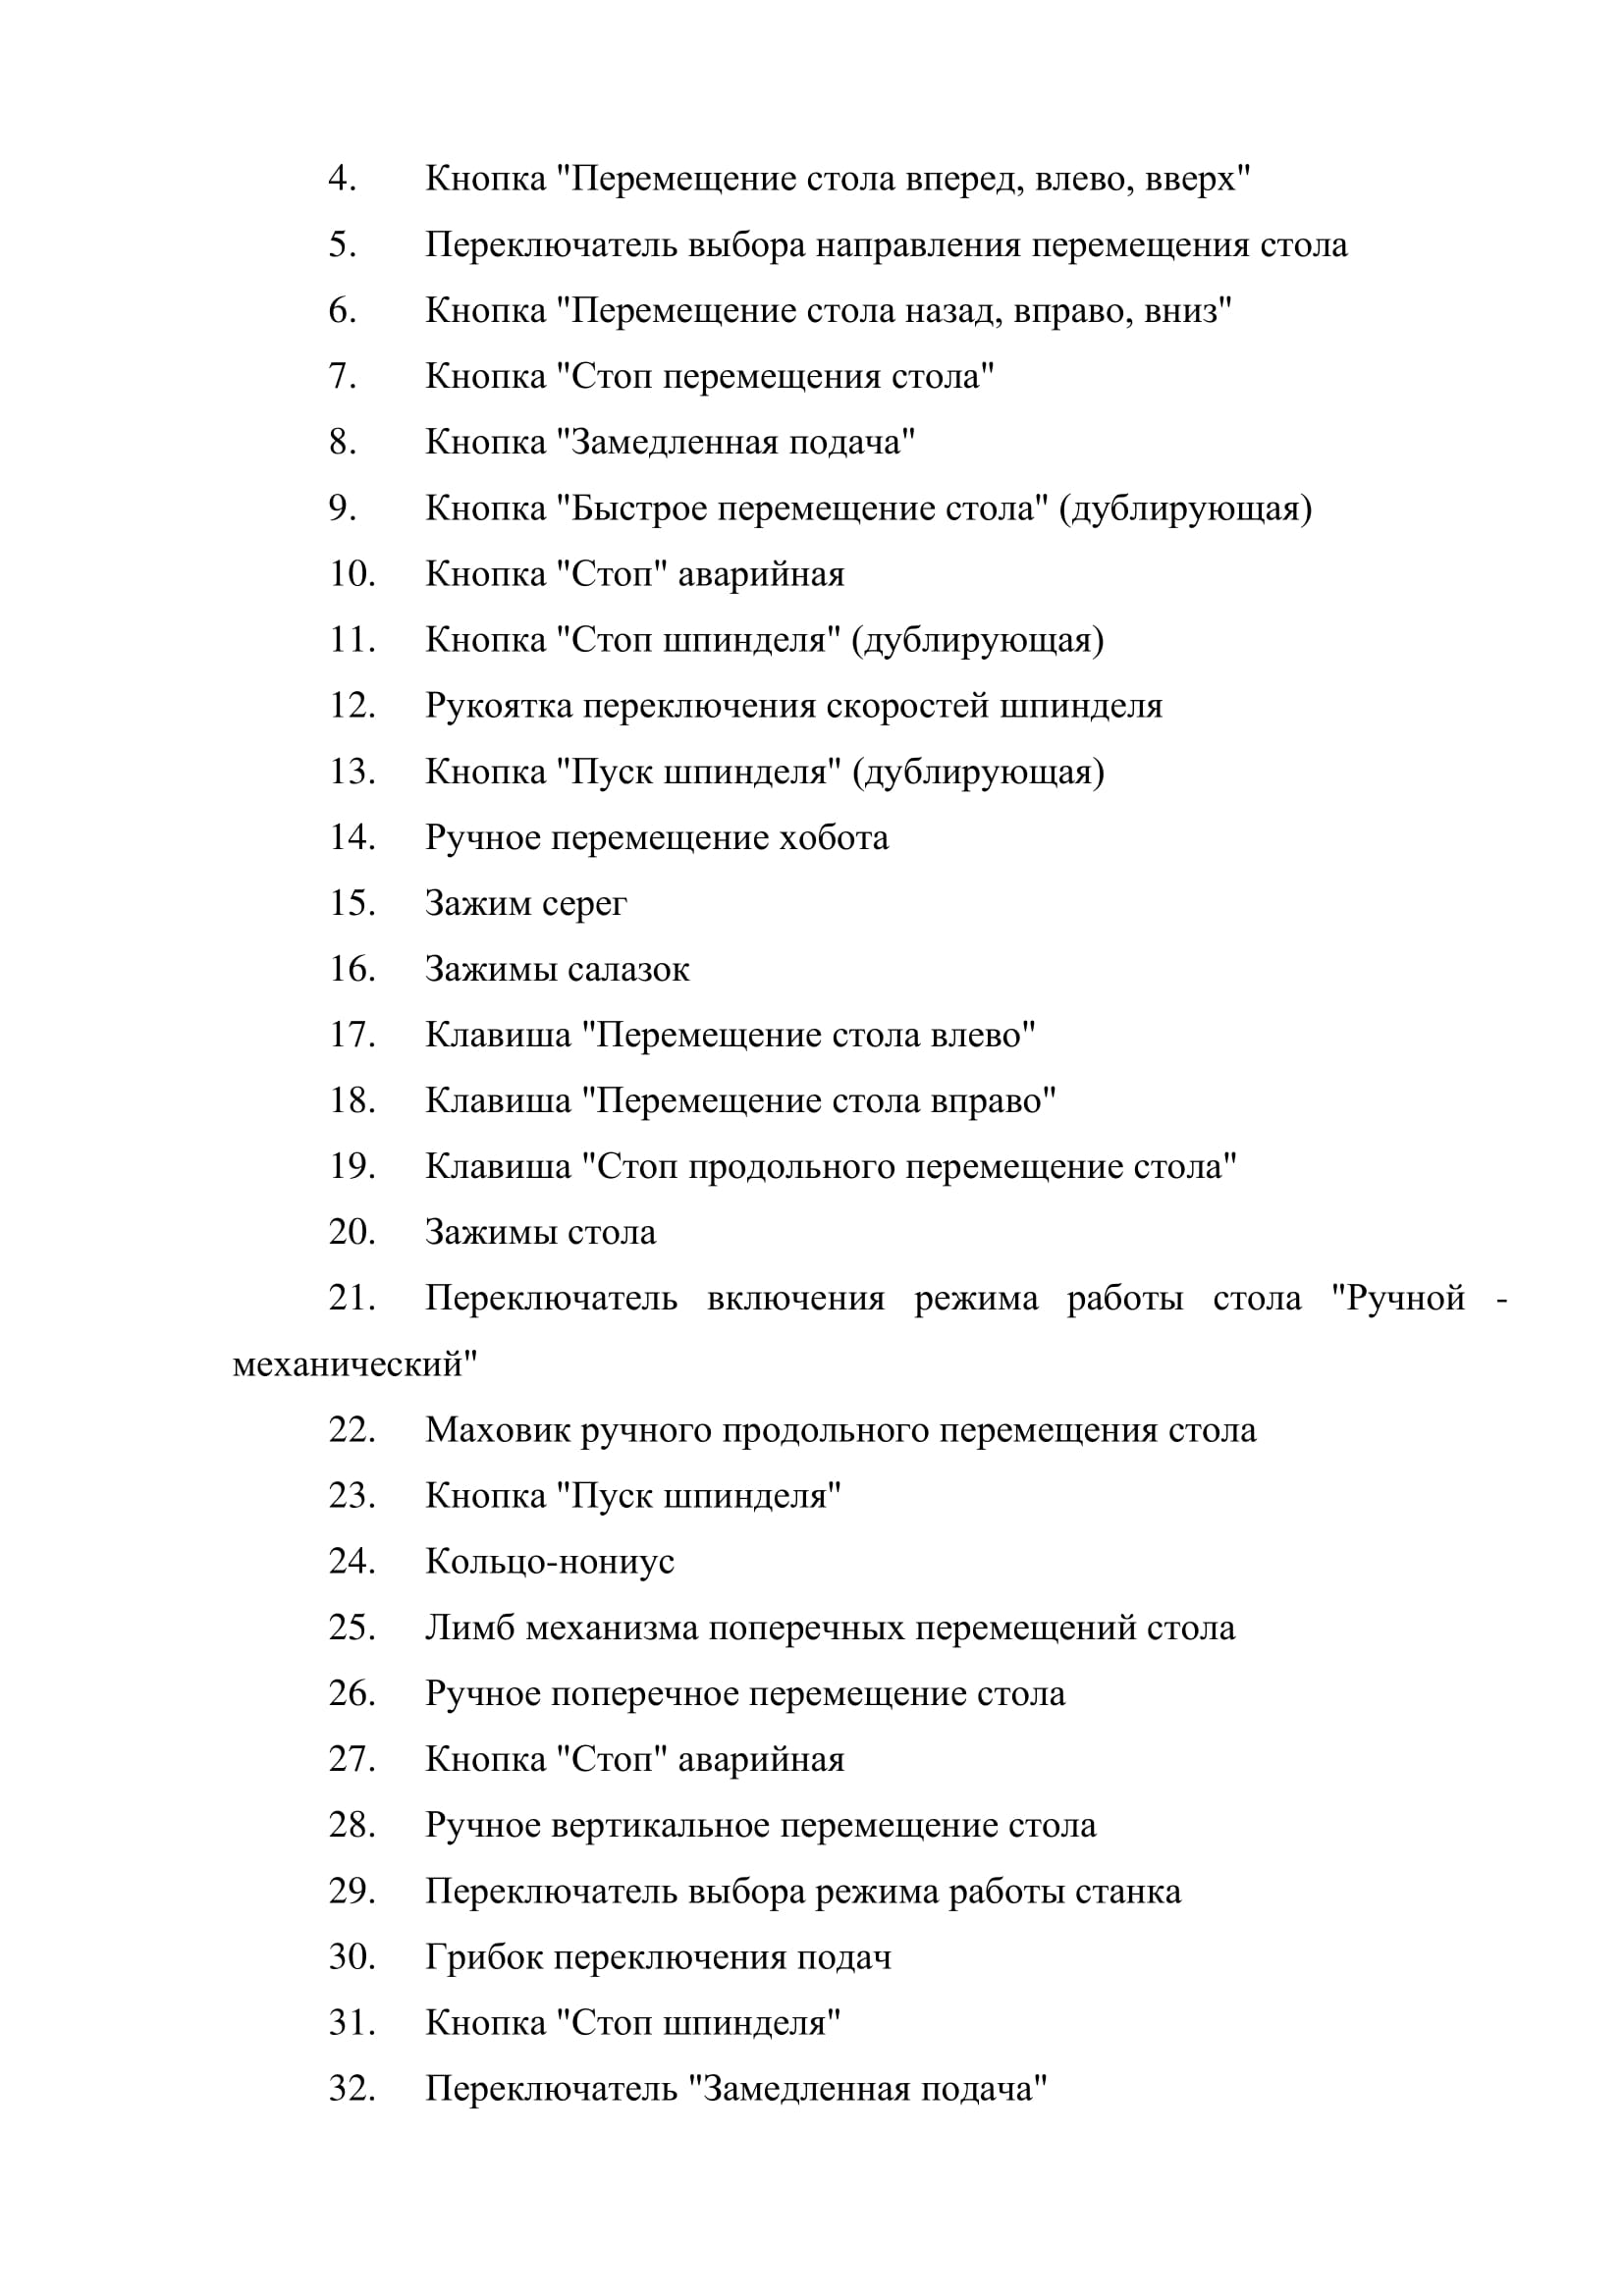 4. Кнопка "Перемещение стола вперед, влево, вверх"
5. Переключатель выбора направления перемещения стола
6. Кнопка "Перемещение стола назад, вправо, вниз"
7. Кнопка "Стоп перемещения стола"
8. Кнопка "Замедленная подача"
9. Кнопка "Быстрое перемещение стола" (дублирующая)
10. Кнопка "Стоп" аварийная
11. Кнопка "Стоп шпинделя" (дублирующая)
12. Рукоятка переключения скоростей шпинделя
13. Кнопка "Пуск шпинделя" (дублирующая)
14. Ручное перемещение хобота
15. Зажим серег
16. Зажимы салазок
17. Клавиша "Перемещение стола влево"
18. Клавиша "Перемещение стола вправо"
19. Клавиша "Стоп продольного перемещение стола"
20. Зажимы стола
21. Переключатель включения режима работы стола "Ручной -
механический"
22. Маховик ручного продольного перемещения стола
23. Кнопка "Пуск шпинделя"
24. Кольцо-нониус
25. Лимб механизма поперечных перемещений стола
26. Ручное поперечное перемещение стола
27. Кнопка "Стоп" аварийная
28. Ручное вертикальное перемещение стола
29. Переключатель выбора режима работы станка
30. Грибок переключения подач
31. Кнопка "Стоп шпинделя"
32. Переключатель "Замедленная подача"